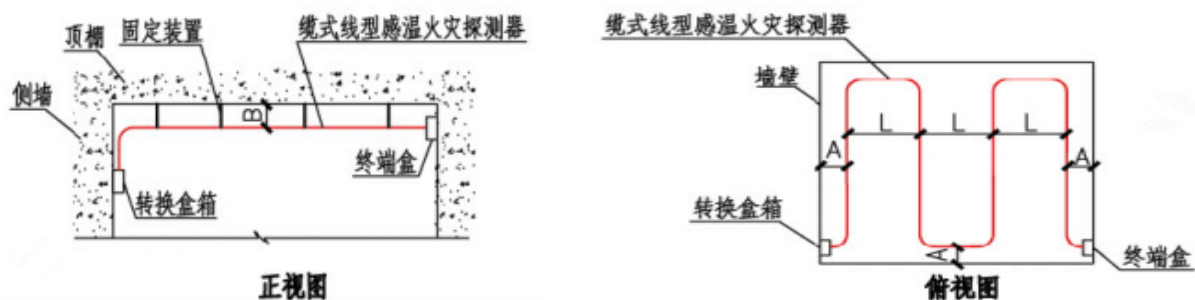 顶棚
固定装置
缆式线型感温火灾探测器
侧墙
B
终端盒
转换盒箱
正视图
缆式线型感温火灾探测器
墙壁
L
L
L
A
A
转换盒箱
A
终端盒
俯视图